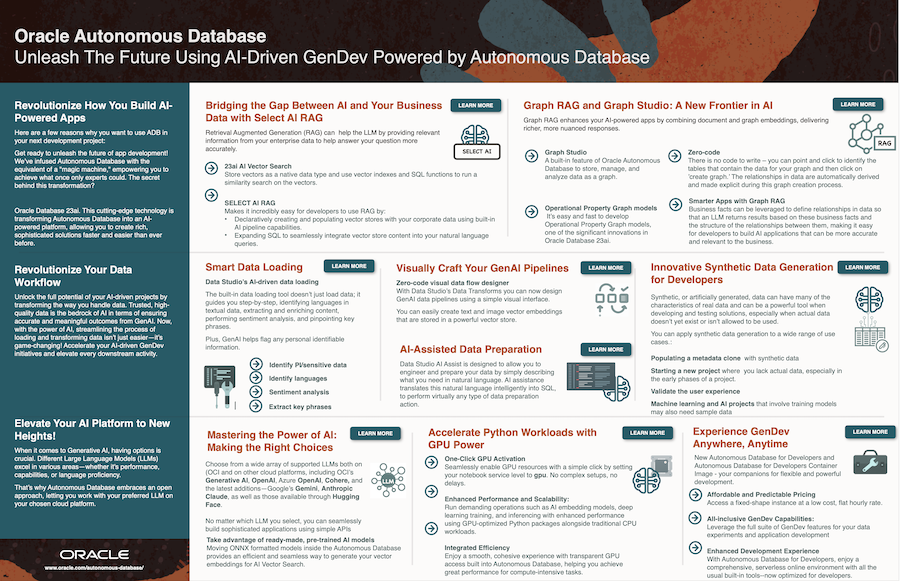 Oracle Autonomous Database
Unleash The Future Using AI-Driven GenDev Powered by Autonomous Database
Revolutionize How You Build AI-
Powered Apps
Here are a few reasons why you want to use ADB in
your next development project:
Get ready to unleash the future of app development!
We've infused Autonomous Database with the
equivalent of a "magic machine," empowering you to
achieve what once only experts could. The secret
behind this transformation?
Oracle Database 23ai. This cutting-edge technology is
transforming Autonomous Database into an AI-
powered platform, allowing you to create rich,
sophisticated solutions faster and easier than ever
before.
Bridging the Gap Between AI and Your Business
Data with Select AI RAG
LEARN MORE
Retrieval Augmented Generation (RAG) can help the LLM by providing relevant
information from your enterprise data to help answer your question more
accurately.
SELECT AI
23ai AI Vector Search
Store vectors as a native data type and use vector indexes and SQL functions to run a
similarity search on the vectors.
SELECT AI RAG
Makes it incredibly easy for developers to use RAG by:
• Declaratively creating and populating vector stores with your corporate data using built-in
AI pipeline capabilities.
• Expanding SQL to seamlessly integrate vector store content into your natural language
queries.
Graph RAG and Graph Studio: A New Frontier in AI
LEARN MORE
Graph RAG enhances your AI-powered apps by combining document and graph embeddings, delivering
richer, more nuanced responses.
RAG
Graph Studio
A built-in feature of Oracle Autonomous
Database to store, manage, and
analyze data as a graph.
Operational Property Graph models
It's easy and fast to develop
Operational Property Graph models,
one of the significant innovations in
Oracle Database 23ai.
Zero-code
There is no code to write – you can point and click to identify the
tables that contain the data for your graph and then click on
'create graph.' The relationships in data are automatically derived
and made explicit during this graph creation process.
Smarter Apps with Graph RAG
Business facts can be leveraged to define relationships in data so
that an LLM returns results based on these business facts and
the structure of the relationships between them, making it easy
for developers to build AI applications that can be more accurate
and relevant to the business.
Revolutionize Your Data
Workflow
Unlock the full potential of your AI-driven projects by
transforming the way you handle data. Trusted, high-
quality data is the bedrock of AI in terms of ensuring
accurate and meaningful outcomes from GenAI. Now,
with the power of AI, streamlining the process of
loading and transforming data isn't just easier—it's
game-changing! Accelerate your AI-driven GenDev
initiatives and elevate every downstream activity.
Smart Data Loading
LEARN MORE
Data Studio's AI-driven data loading
The built-in data loading tool doesn't just load data; it
guides you step-by-step, identifying languages in
textual data, extracting and enriching content,
performing sentiment analysis, and pinpointing key
phrases.
Plus, GenAI helps flag any personal identifiable
information.
Identify PI/sensitive data
Identify languages
Sentiment analysis
Extract key phrases
Visually Craft Your GenAI Pipelines
LEARN MORE
Zero-code visual data flow designer
With Data Studio's Data Transforms you can now design
GenAI data pipelines using a simple visual interface.
You can easily create text and image vector embeddings
that are stored in a powerful vector store.
AI-Assisted Data Preparation
LEARN MORE
Data Studio AI Assist is designed to allow you to
engineer and prepare your data by simply describing
what you need in natural language. AI assistance
translates this natural language intelligently into SQL,
to perform virtually any type of data preparation
action.
Innovative Synthetic Data Generation
for Developers
LEARN MORE
Synthetic, or artificially generated, data can have many of the
characteristics of real data and can be a powerful tool when
developing and testing solutions, especially when actual data
doesn't yet exist or isn't allowed to be used.
You can apply synthetic data generation to a wide range of use
cases.:
Populating a metadata clone with synthetic data
Starting a new project where you lack actual data, especially in
the early phases of a project.
Validate the user experience
Machine learning and AI projects that involve training models
may also need sample data
Elevate Your AI Platform to New
Heights!
When it comes to Generative AI, having options is
crucial. Different Large Language Models (LLMs)
excel in various areas—whether it's performance,
capabilities, or language proficiency.
That's why Autonomous Database embraces an open
approach, letting you work with your preferred LLM on
your chosen cloud platform.
Mastering the Power of AI:
Making the Right Choices
LEARN MORE
Choose from a wide array of supported LLMs both on
(OCI and on other cloud platforms, including OCI's
Generative AI, OpenAI, Azure OpenAI, Cohere, and
the latest additions—Google's Gemini, Anthropic
Claude, as well as those available through Hugging
Face.
LLM
No matter which LLM you select, you can seamlessly
build sophisticated applications using simple APIs
Take advantage of ready-made, pre-trained AI models
Moving ONNX formatted models inside the Autonomous Database
provides an efficient and seamless way to generate your vector
embeddings for AI Vector Search.
Accelerate Python Workloads with
GPU Power
LEARN MORE
One-Click GPU Activation
Seamlessly enable GPU resources with a simple click by setting
your notebook service level to gpu. No complex setups, no
delays.
Enhanced Performance and Scalability:
Run demanding operations such as AI embedding models, deep
learning training, and inferencing with enhanced performance
using GPU-optimized Python packages alongside traditional CPU
workloads.
Integrated Efficiency
Enjoy a smooth, cohesive experience with transparent GPU
access built into Autonomous Database, helping you achieve
great performance for compute-intensive tasks.
Experience GenDev
Anywhere, Anytime
LEARN MORE
New Autonomous Database for Developers and
Autonomous Database for Developers Container
Image - your companions for flexible and powerful
development.
Affordable and Predictable Pricing
Access a fixed-shape instance at a low cost, flat hourly rate.
All-inclusive GenDev Capabilities:
Leverage the full suite of GenDev features for your data
experiments and application development
Enhanced Development Experience
With Autonomous Database for Developers, enjoy a
comprehensive, serverless online environment with all the
usual built-in tools—now optimized for developers.
ORACLE
www.oracle.com/autonomous-database/